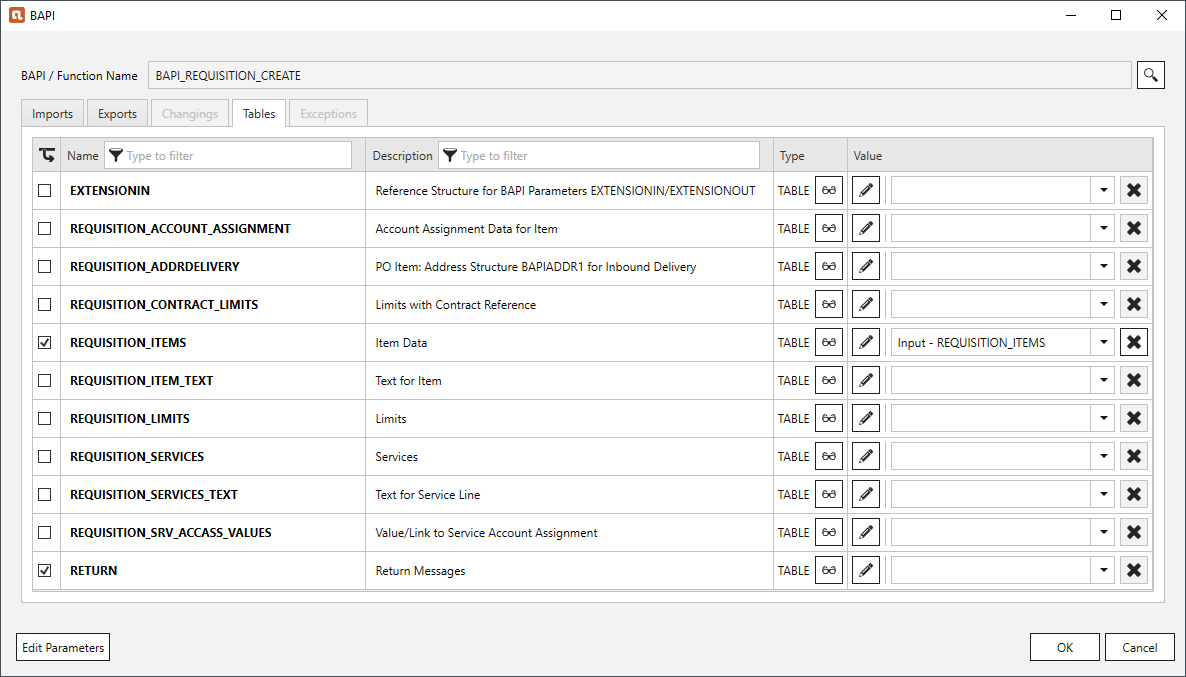 BAPI
BAPI / Function Name BAPI_REQUISITION_CREATE
Imports Exports Changings Tables Exceptions
Name Type to filter Description Type to filter Type Value
EXTENSIONIN Reference Structure for BAPI Parameters EXTENSIONIN/EXTENSIONOUT TABLE
REQUISITION_ACCOUNT_ASSIGNMENT Account Assignment Data for Item TABLE
REQUISITION_ADDRDELIVERY PO Item: Address Structure BAPIADDR1 for Inbound Delivery TABLE
REQUISITION_CONTRACT_LIMITS Limits with Contract Reference TABLE
REQUISITION_ITEMS Item Data TABLE Input - REQUISITION_ITEMS
REQUISITION_ITEM_TEXT Text for Item TABLE
REQUISITION_LIMITS Limits TABLE
REQUISITION_SERVICES Services TABLE
REQUISITION_SERVICES_TEXT Text for Service Line TABLE
REQUISITION_SRV_ACCASS_VALUES Value/Link to Service Account Assignment TABLE
RETURN Return Messages TABLE
Edit Parameters OK Cancel